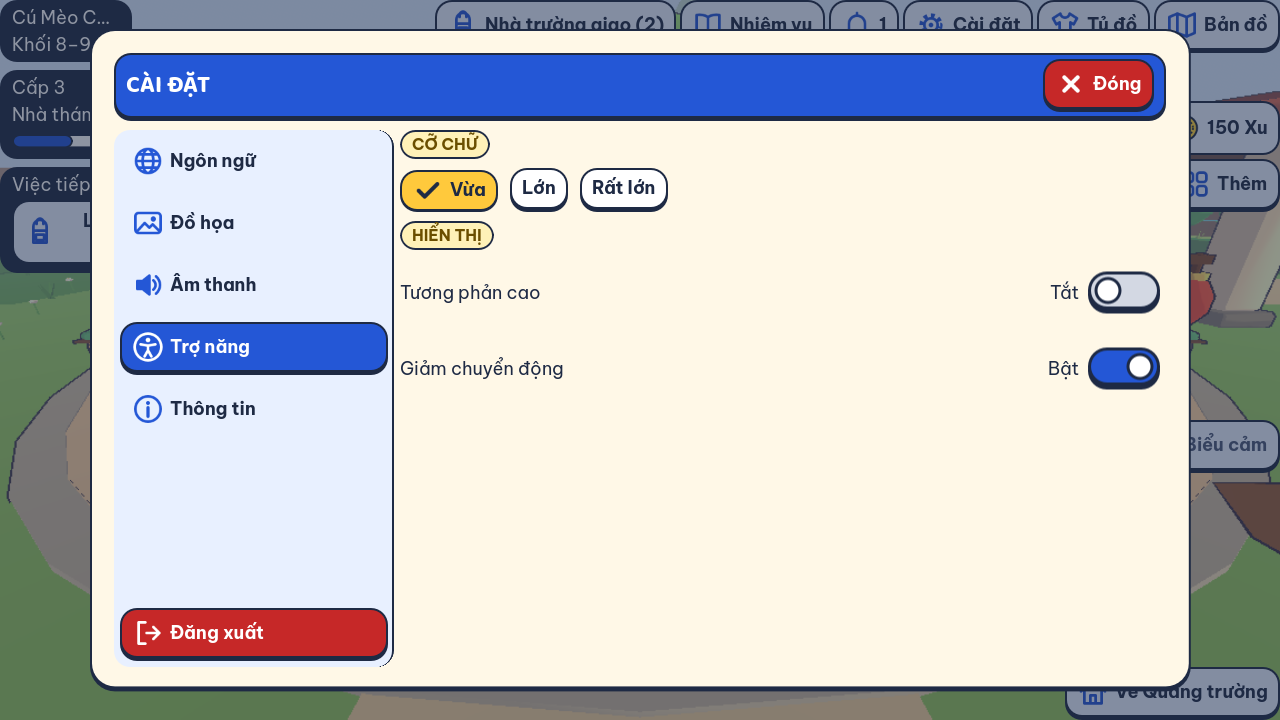 Cú Mèo C...
Khối 8-9
Nhà trường giao (2)
Nhiệm vụ
1
Cài đặt
Tủ đồ
Bản đồ
CÀI ĐẶT
Đóng
Cấp 3
Nhà thán
150 Xu
Thêm
Việc tiếp
L
Ngôn ngữ
Đồ họa
Âm thanh
Trợ năng
Thông tin
Đăng xuất
CỠ CHỮ
Vừa
Lớn
Rất lớn
HIỂN THỊ
Tương phản cao
Tắt
Giảm chuyển động
Bật
Biểu cảm
Về Quảng trường